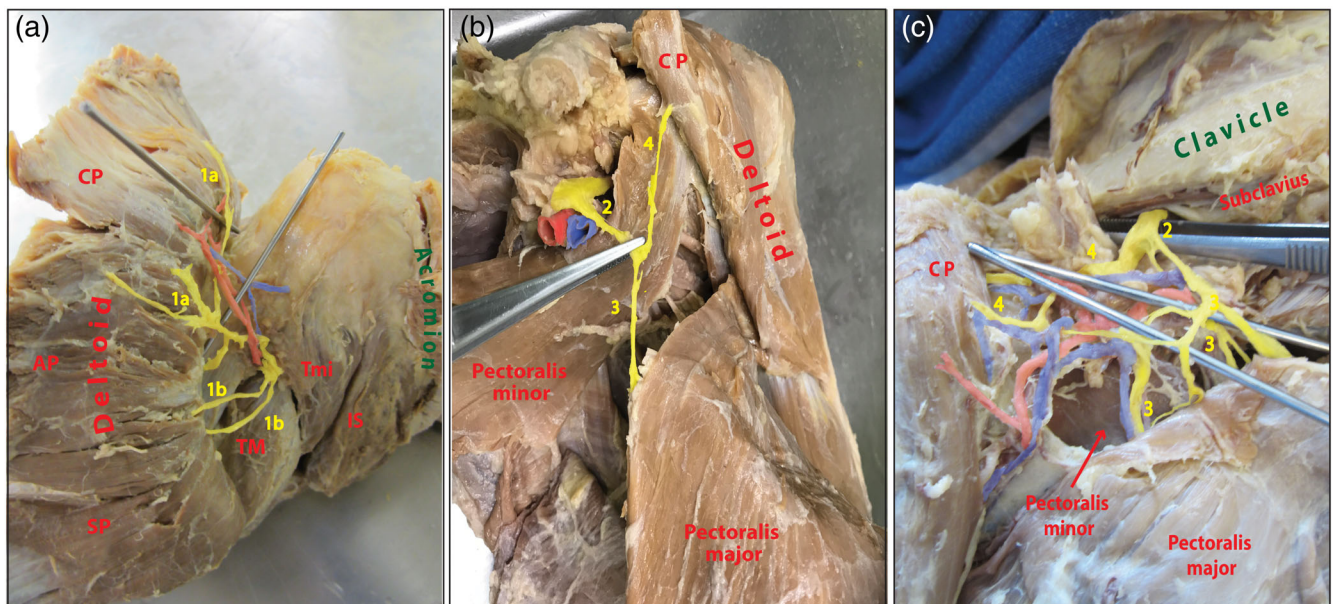 (a)
CP
1a
1a
Deltoid
AP
1b
1b
TM
SP
Tmi
IS
Acromion
(b)
CP
4
Deltoid
2
3
Pectoralis
minor
Pectoralis
major
(c)
Clavicle
Subclavius
2
4
CP
3
4
3
3
Pectoralis
minor
Pectoralis
major